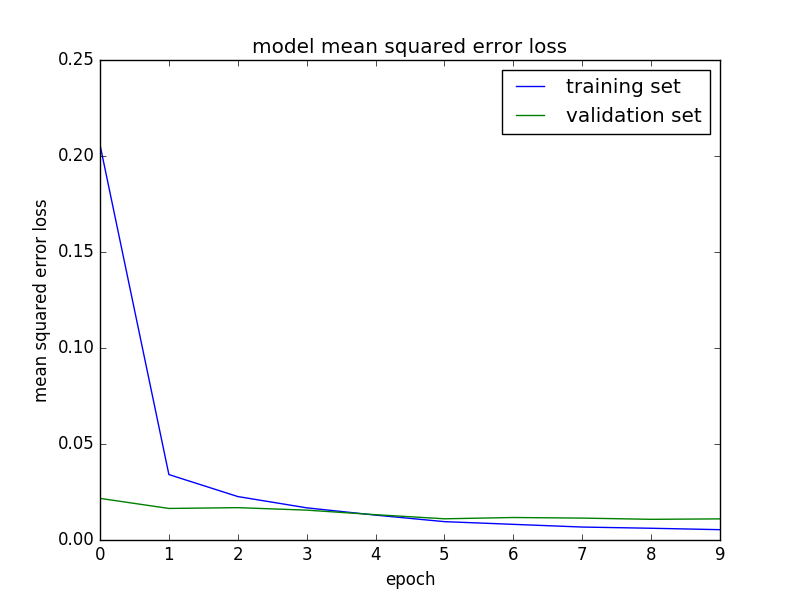 model mean squared error loss
0.25
training set
validation set
0.20
0.15
0.10
0.05
0.00
mean squared error loss
0 1 2 3 4 5 6 7 8 9
epoch